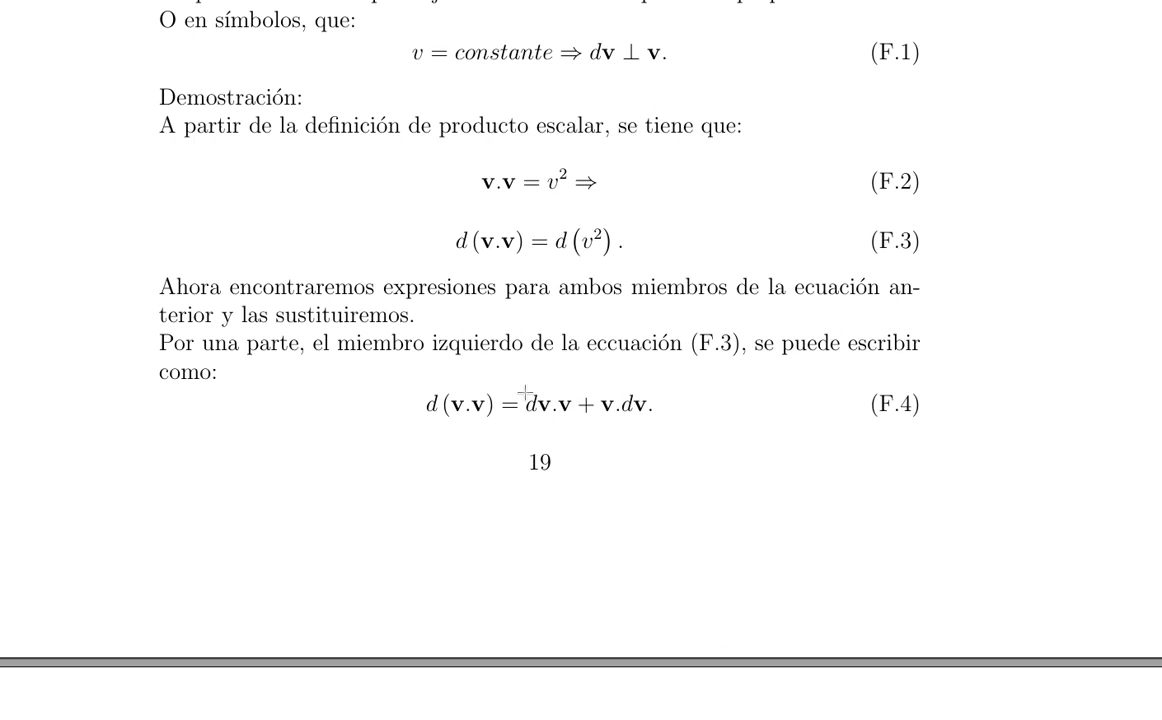 O en símbolos, que:
v = constante ⇒ dv ⊥ v. (F.1)
Demostración:
A partir de la definición de producto escalar, se tiene que:
v.v = v² ⇒ (F.2)
d (v.v) = d (v²) . (F.3)
Ahora encontraremos expresiones para ambos miembros de la ecuación an-
terior y las sustituiremos.
Por una parte, el miembro izquierdo de la eccuación (F.3), se puede escribir
como:
d (v.v) = dv.v + v.dv. (F.4)
19